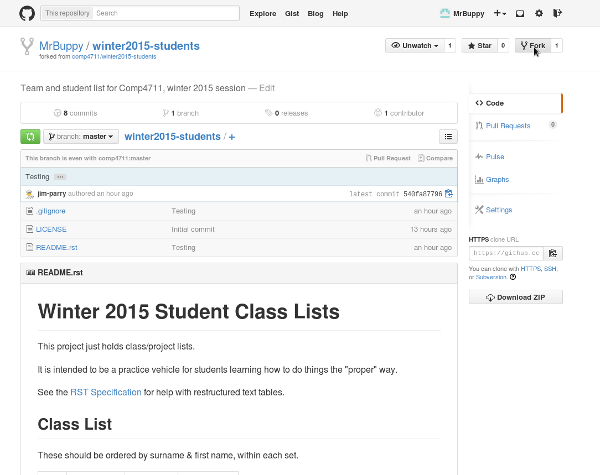 This repository Search Explore Gist Blog Help MrBuppy
MrBuppy / winter2015-students Unwatch 1 Star 0 Fork 1
forked from comp4711/winter2015-students
Team and student list for Comp4711, winter 2015 session — Edit
8 commits 1 branch 0 releases 1 contributor
branch: master winter2015-students / +
This branch is even with comp4711:master Pull Request Compare
Testing ...
jim-parry authored an hour ago latest commit 540fa87796
.gitignore Testing an hour ago
LICENSE Initial commit 13 hours ago
README.rst Testing an hour ago
README.rst
Winter 2015 Student Class Lists
This project just holds class/project lists.
It is intended to be a practice vehicle for students learning how to do things the "proper" way.
See the RST Specification for help with restructured text tables.
Class List
These should be ordered by surname & first name, within each set.
Code
Pull Requests 0
Pulse
Graphs
Settings
HTTPS clone URL
https://github.cc
You can clone with HTTPS, SSH,
or Subversion.
Download ZIP